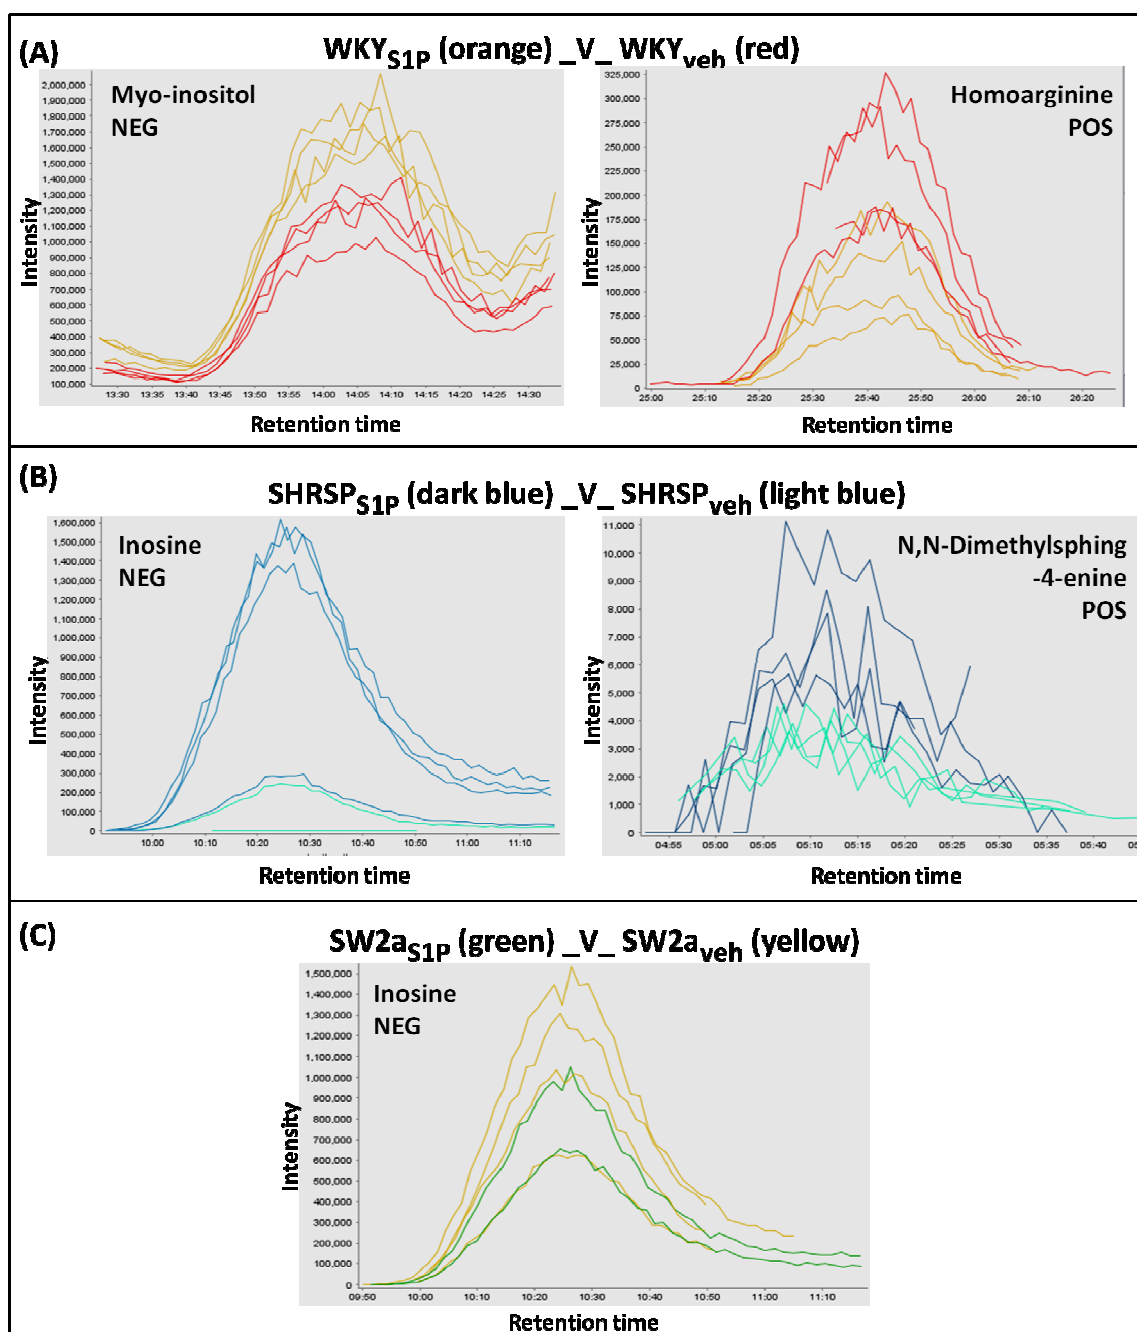 (A)
WKYS1P (orange) _V_ WKYveh (red)
Myo-inositol
NEG
2,000,000
1,900,000
1,800,000
1,700,000
1,600,000
1,500,000
1,400,000
1,300,000
1,200,000
1,100,000
1,000,000
900,000
800,000
700,000
600,000
500,000
400,000
300,000
200,000
100,000
Intensity
13:30 13:35 13:40 13:45 13:50 13:55 14:00 14:05 14:10 14:15 14:20 14:25 14:30
Retention time
Homoarginine
POS
325,000
300,000
275,000
250,000
225,000
200,000
175,000
150,000
125,000
100,000
75,000
50,000
25,000
0
Intensity
25:00 25:10 25:20 25:30 25:40 25:50 26:00 26:10 26:20
Retention time
(B)
SHRSPS1P (dark blue) _V_ SHRSPveh (light blue)
Inosine
NEG
1,600,000
1,500,000
1,400,000
1,300,000
1,200,000
1,100,000
1,000,000
900,000
800,000
700,000
600,000
500,000
400,000
300,000
200,000
100,000
0
Intensity
10:00 10:10 10:20 10:30 10:40 10:50 11:00 11:10
Retention time
N,N-Dimethylsphing
-4-enine
POS
11,000
10,000
9,000
8,000
7,000
6,000
5,000
4,000
3,000
2,000
1,000
0
Intensity
04:55 05:00 05:05 05:10 05:15 05:20 05:25 05:30 05:35 05:40
Retention time
(C)
SW2aS1P (green) _V_ SW2aveh (yellow)
Inosine
NEG
1,500,000
1,400,000
1,300,000
1,200,000
1,100,000
1,000,000
900,000
800,000
700,000
600,000
500,000
400,000
300,000
200,000
100,000
0
Intensity
09:50 10:00 10:10 10:20 10:30 10:40 10:50 11:00 11:10
Retention time